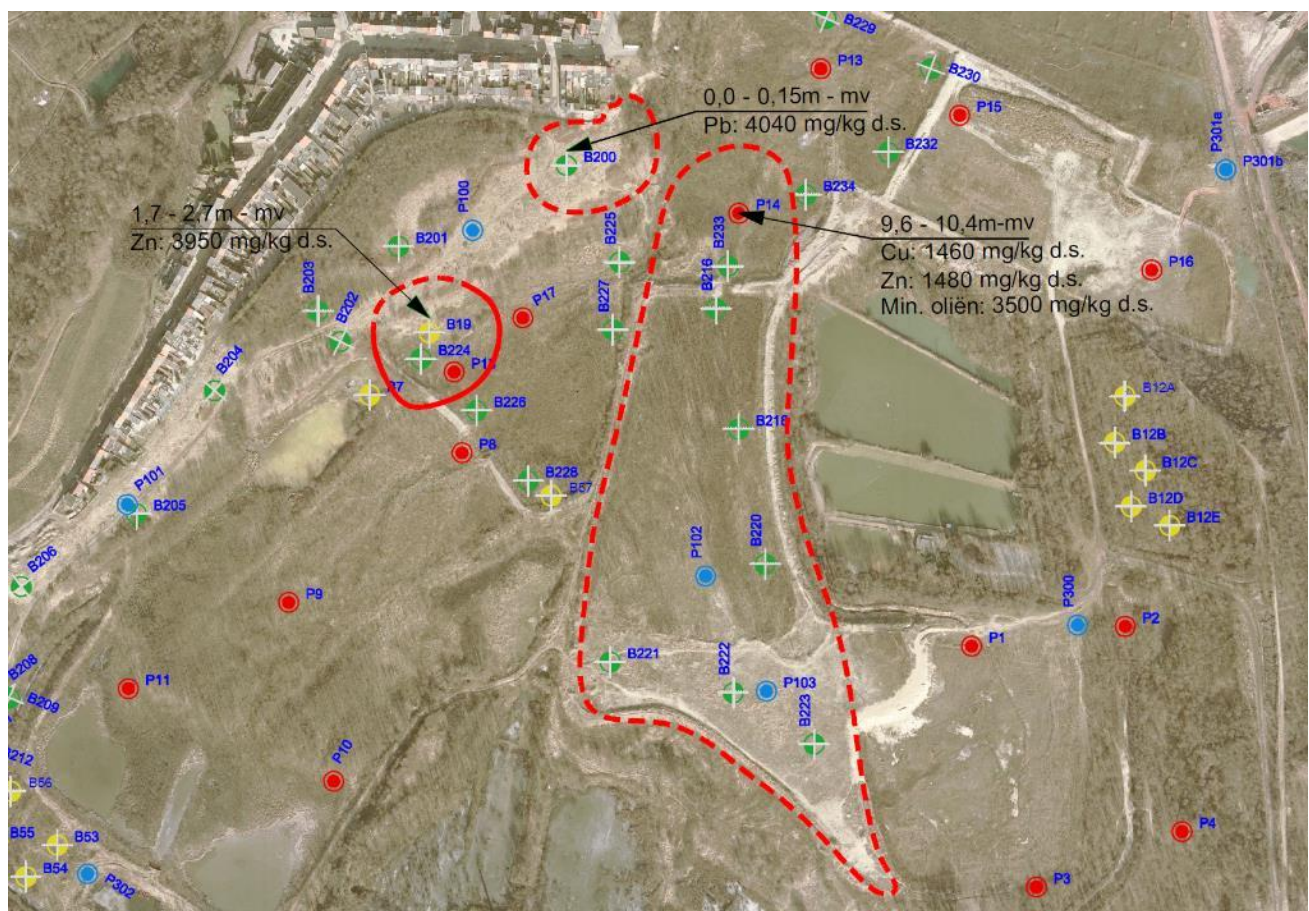 B229
P13
B230
0,0 - 0,15m - mv
Pb: 4040 mg/kg d.s.
P15
P301a
B200
B232
P301b
B234
1,7 - 2,7m - mv
Zn: 3950 mg/kg d.s.
P100
B225
P14
9,6 - 10,4m-mv
Cu: 1460 mg/kg d.s.
Zn: 1480 mg/kg d.s.
Min. oliën: 3500 mg/kg d.s.
B201
B233
B216
P16
B203
B202
P17
B227
B19
B224
B204
B226
B12A
B218
B12B
P8
B12C
B228
B57
P101
B205
B12D
B12E
B206
P102
B220
P9
P300
P2
P1
B221
B208
B209
P11
B222
P103
B223
B56
P10
B55
B53
P4
B54
P302
P3